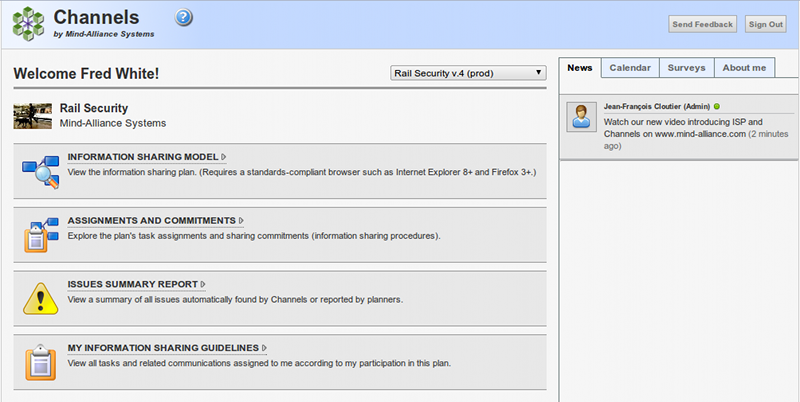 Channels
by Mind-Alliance Systems
?
Send Feedback
Sign Out
Welcome Fred White!
Rail Security v.4 (prod)
Rail Security
Mind-Alliance Systems
INFORMATION SHARING MODEL
View the information sharing plan. (Requires a standards-compliant browser such as Internet Explorer 8+ and Firefox 3+.)
ASSIGNMENTS AND COMMITMENTS
Explore the plan's task assignments and sharing commitments (information sharing procedures).
ISSUES SUMMARY REPORT
View a summary of all issues automatically found by Channels or reported by planners.
MY INFORMATION SHARING GUIDELINES
View all tasks and related communications assigned to me according to my participation in this plan.
News
Calendar
Surveys
About me
Jean-François Cloutier (Admin)
Watch our new video introducing ISP and
Channels on www.mind-alliance.com (2 minutes
ago)